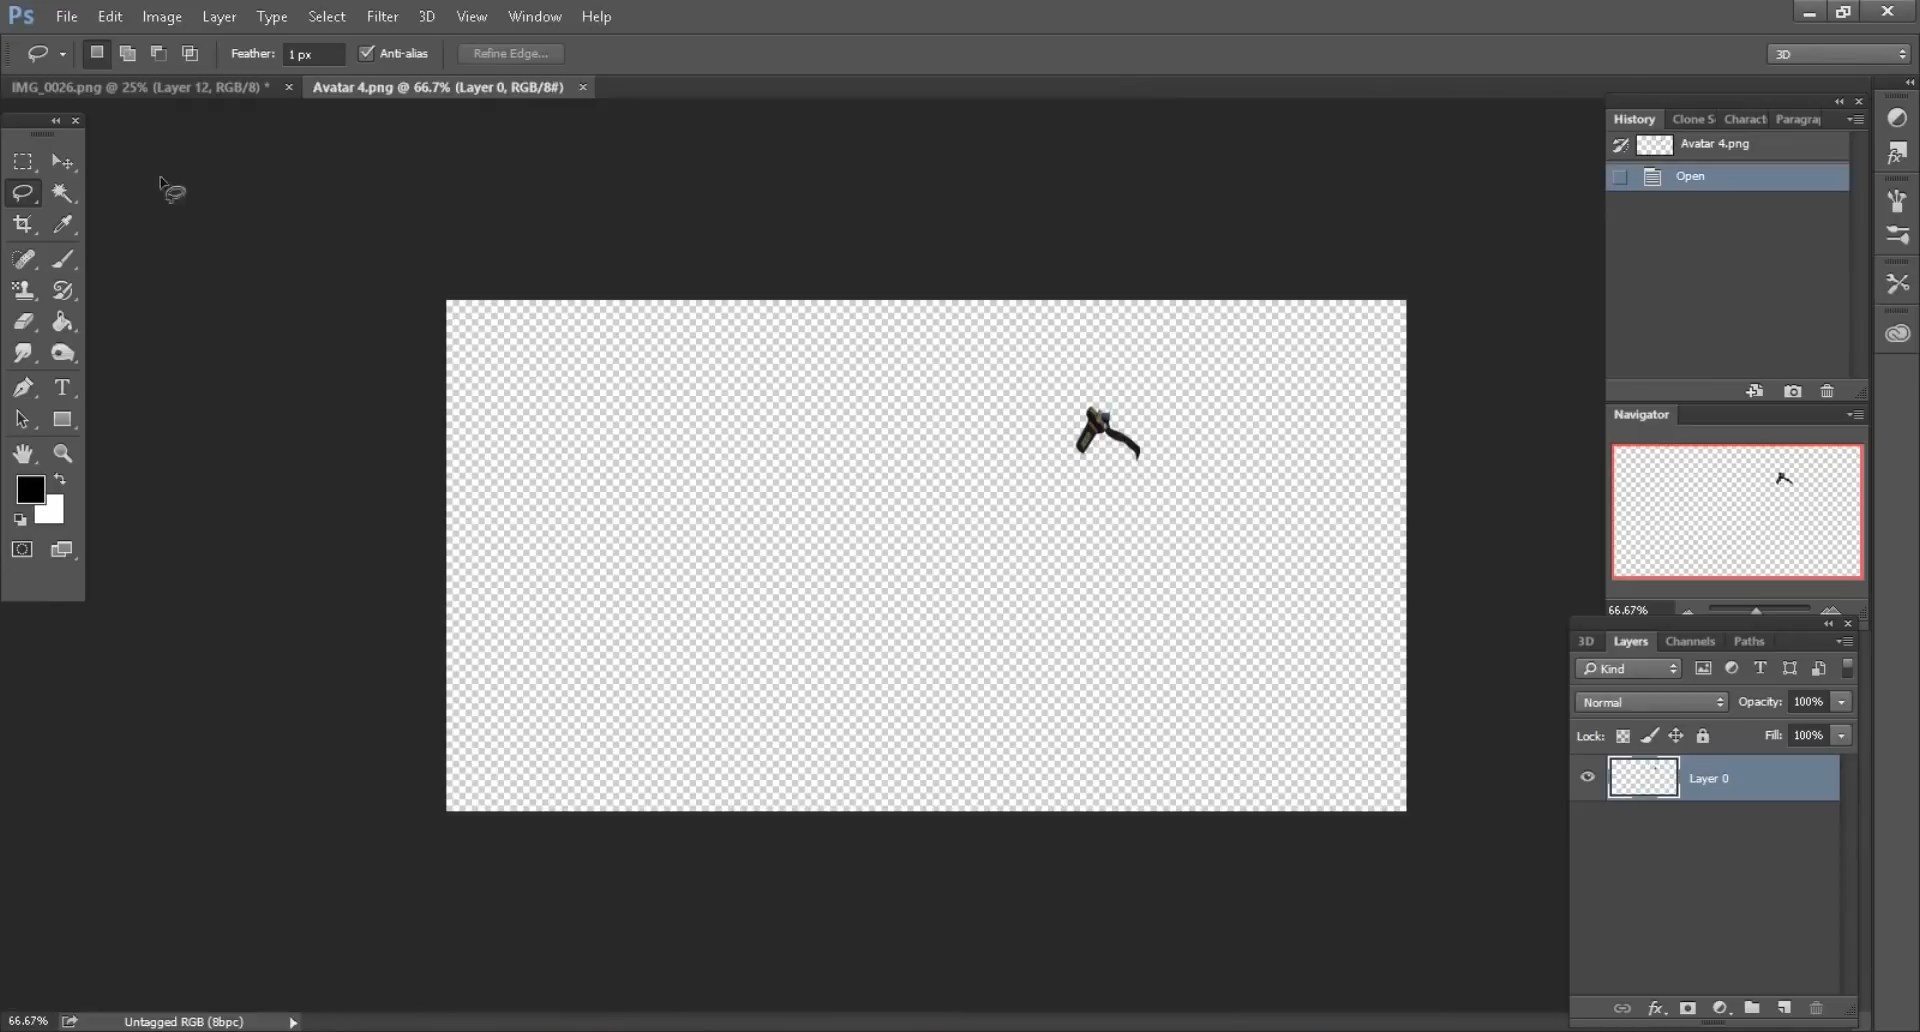 Ps File Edit Image Layer Type Select Filter 3D View Window Help
Feather: 1 px Anti-alias Refine Edge... 3D
IMG_0026.png @ 25% (Layer 12, RGB/8) * Avatar 4.png @ 66.7% (Layer 0, RGB/8#)
History Clone S Charact Paragra
Avatar 4.png
Open
Navigator
66.67%
3D Layers Channels Paths
Kind
Normal Opacity: 100%
Lock: Fill: 100%
Layer 0
66.67% Untagged RGB (8bpc)